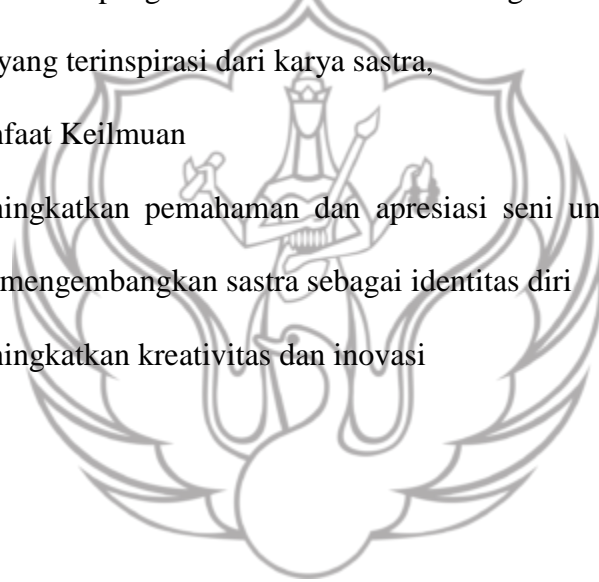 yang terinspirasi dari karya sastra,
nfaat Keilmuan
ningkatkan pemahaman dan apresiasi seni un
mengembangkan sastra sebagai identitas diri
ningkatkan kreativitas dan inovasi